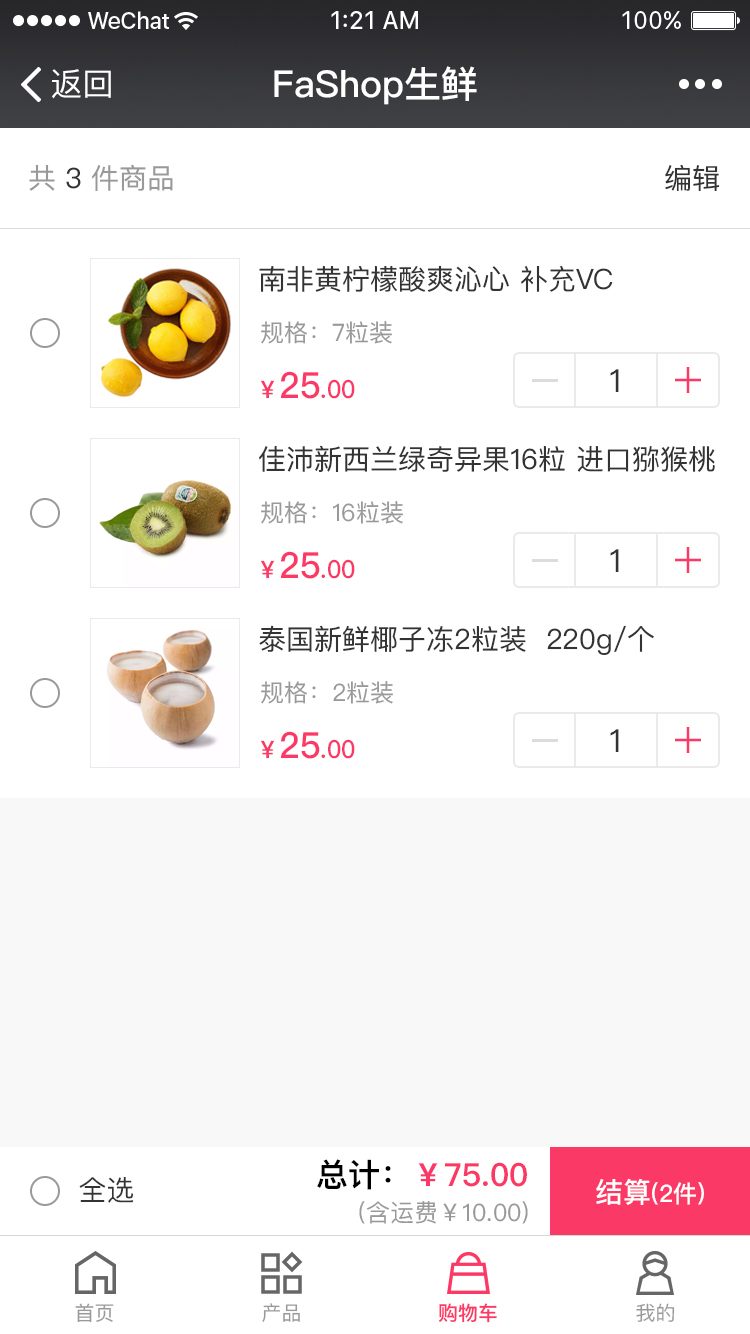 WeChat 1:21 AM 100%
返回 FaShop生鲜
共 3 件商品 编辑
南非黄柠檬酸爽沁心 补充VC
规格：7粒装
¥25.00 1
佳沛新西兰绿奇异果16粒 进口猕猴桃
规格：16粒装
¥25.00 1
泰国新鲜椰子冻2粒装 220g/个
规格：2粒装
¥25.00 1
全选 总计： ¥75.00 结算(2件)
(含运费¥10.00)
首页 产品 购物车 我的